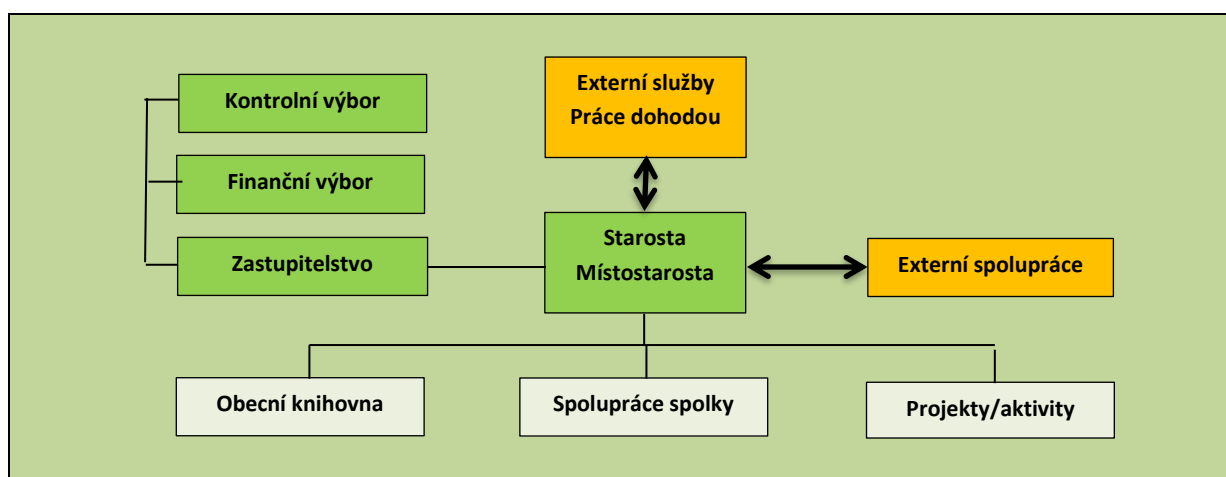 Kontrolní výbor
Externí služby
Práce dohodou
Finanční výbor
Starosta
Místostarosta
Zastupitelstvo
Externí spolupráce
Obecní knihovna
Spolupráce spolky
Projekty/aktivity